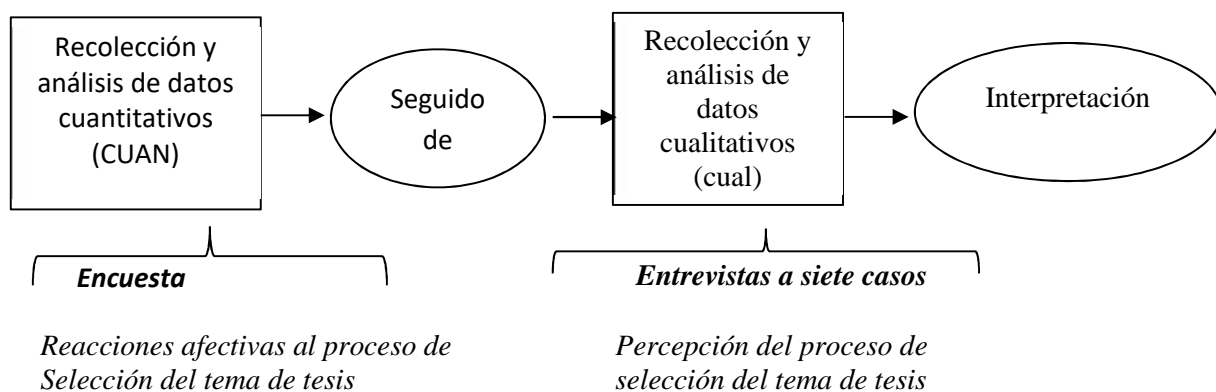 Recolección y
análisis de datos
cuantitativos
(CUAN)
Seguido
de
Recolección y
análisis de
datos
cualitativos
(cual)
Interpretación
Encuesta
Entrevistas a siete casos
Reacciones afectivas al proceso de
Selección del tema de tesis
Percepción del proceso de
selección del tema de tesis